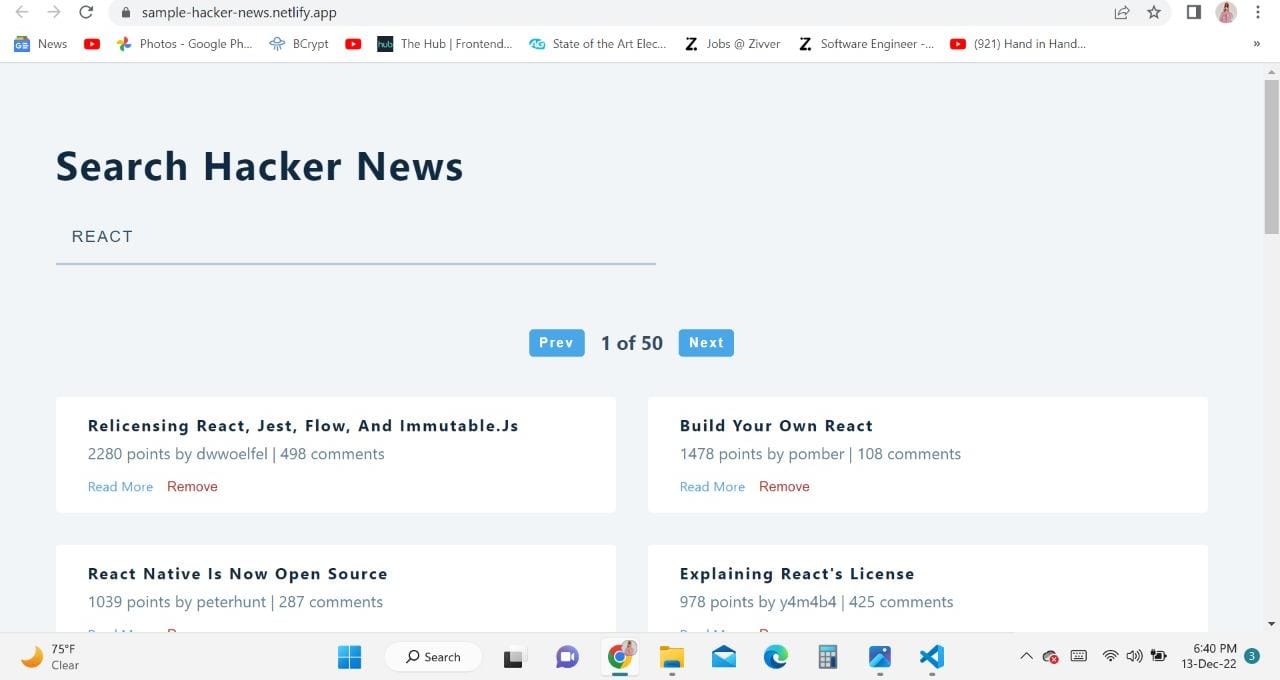 sample-hacker-news.netlify.app
News
Photos - Google Ph...
BCrypt
hub
The Hub | Frontend...
State of the Art Elec...
Jobs @ Zivver
Software Engineer -...
(921) Hand in Hand...
»
Search Hacker News
REACT
Prev 1 of 50 Next
Relicensing React, Jest, Flow, And Immutable.Js
2280 points by dwwoelfel | 498 comments
Read More Remove
Build Your Own React
1478 points by pomber | 108 comments
Read More Remove
React Native Is Now Open Source
1039 points by peterhunt | 287 comments
Explaining React's License
978 points by y4m4b4 | 425 comments
75°F
Clear
Search
6:40 PM
13-Dec-22
3